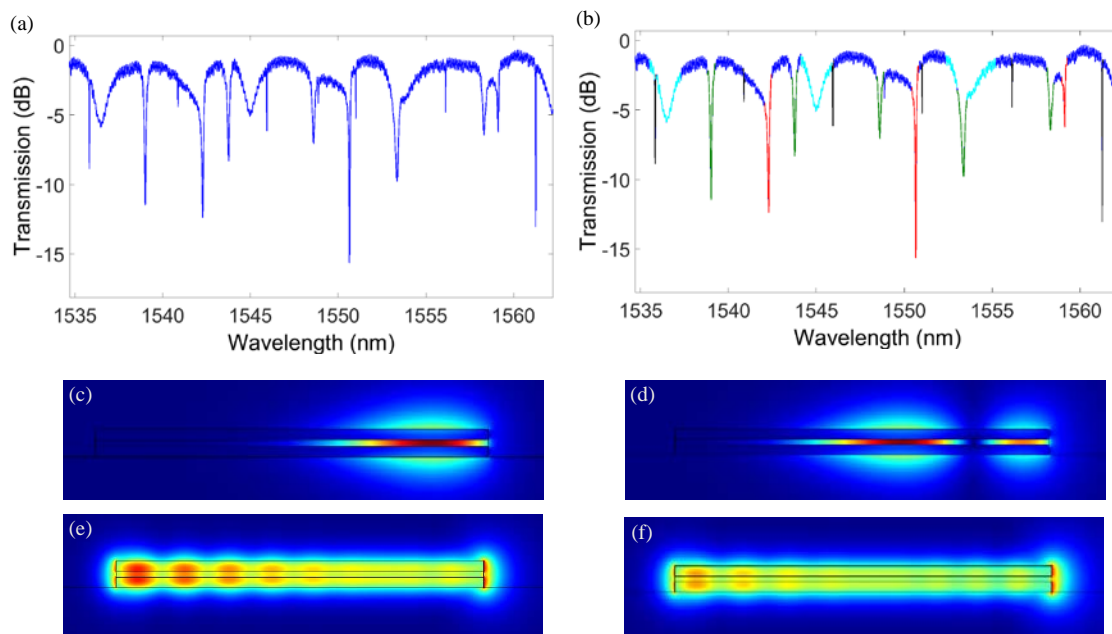 (a)
0
-5
-10
-15
Transmission (dB)
1535 1540 1545 1550 1555 1560
Wavelength (nm)
(b)
0
-5
-10
-15
Transmission (dB)
1535 1540 1545 1550 1555 1560
Wavelength (nm)
(c)
(d)
(e)
(f)